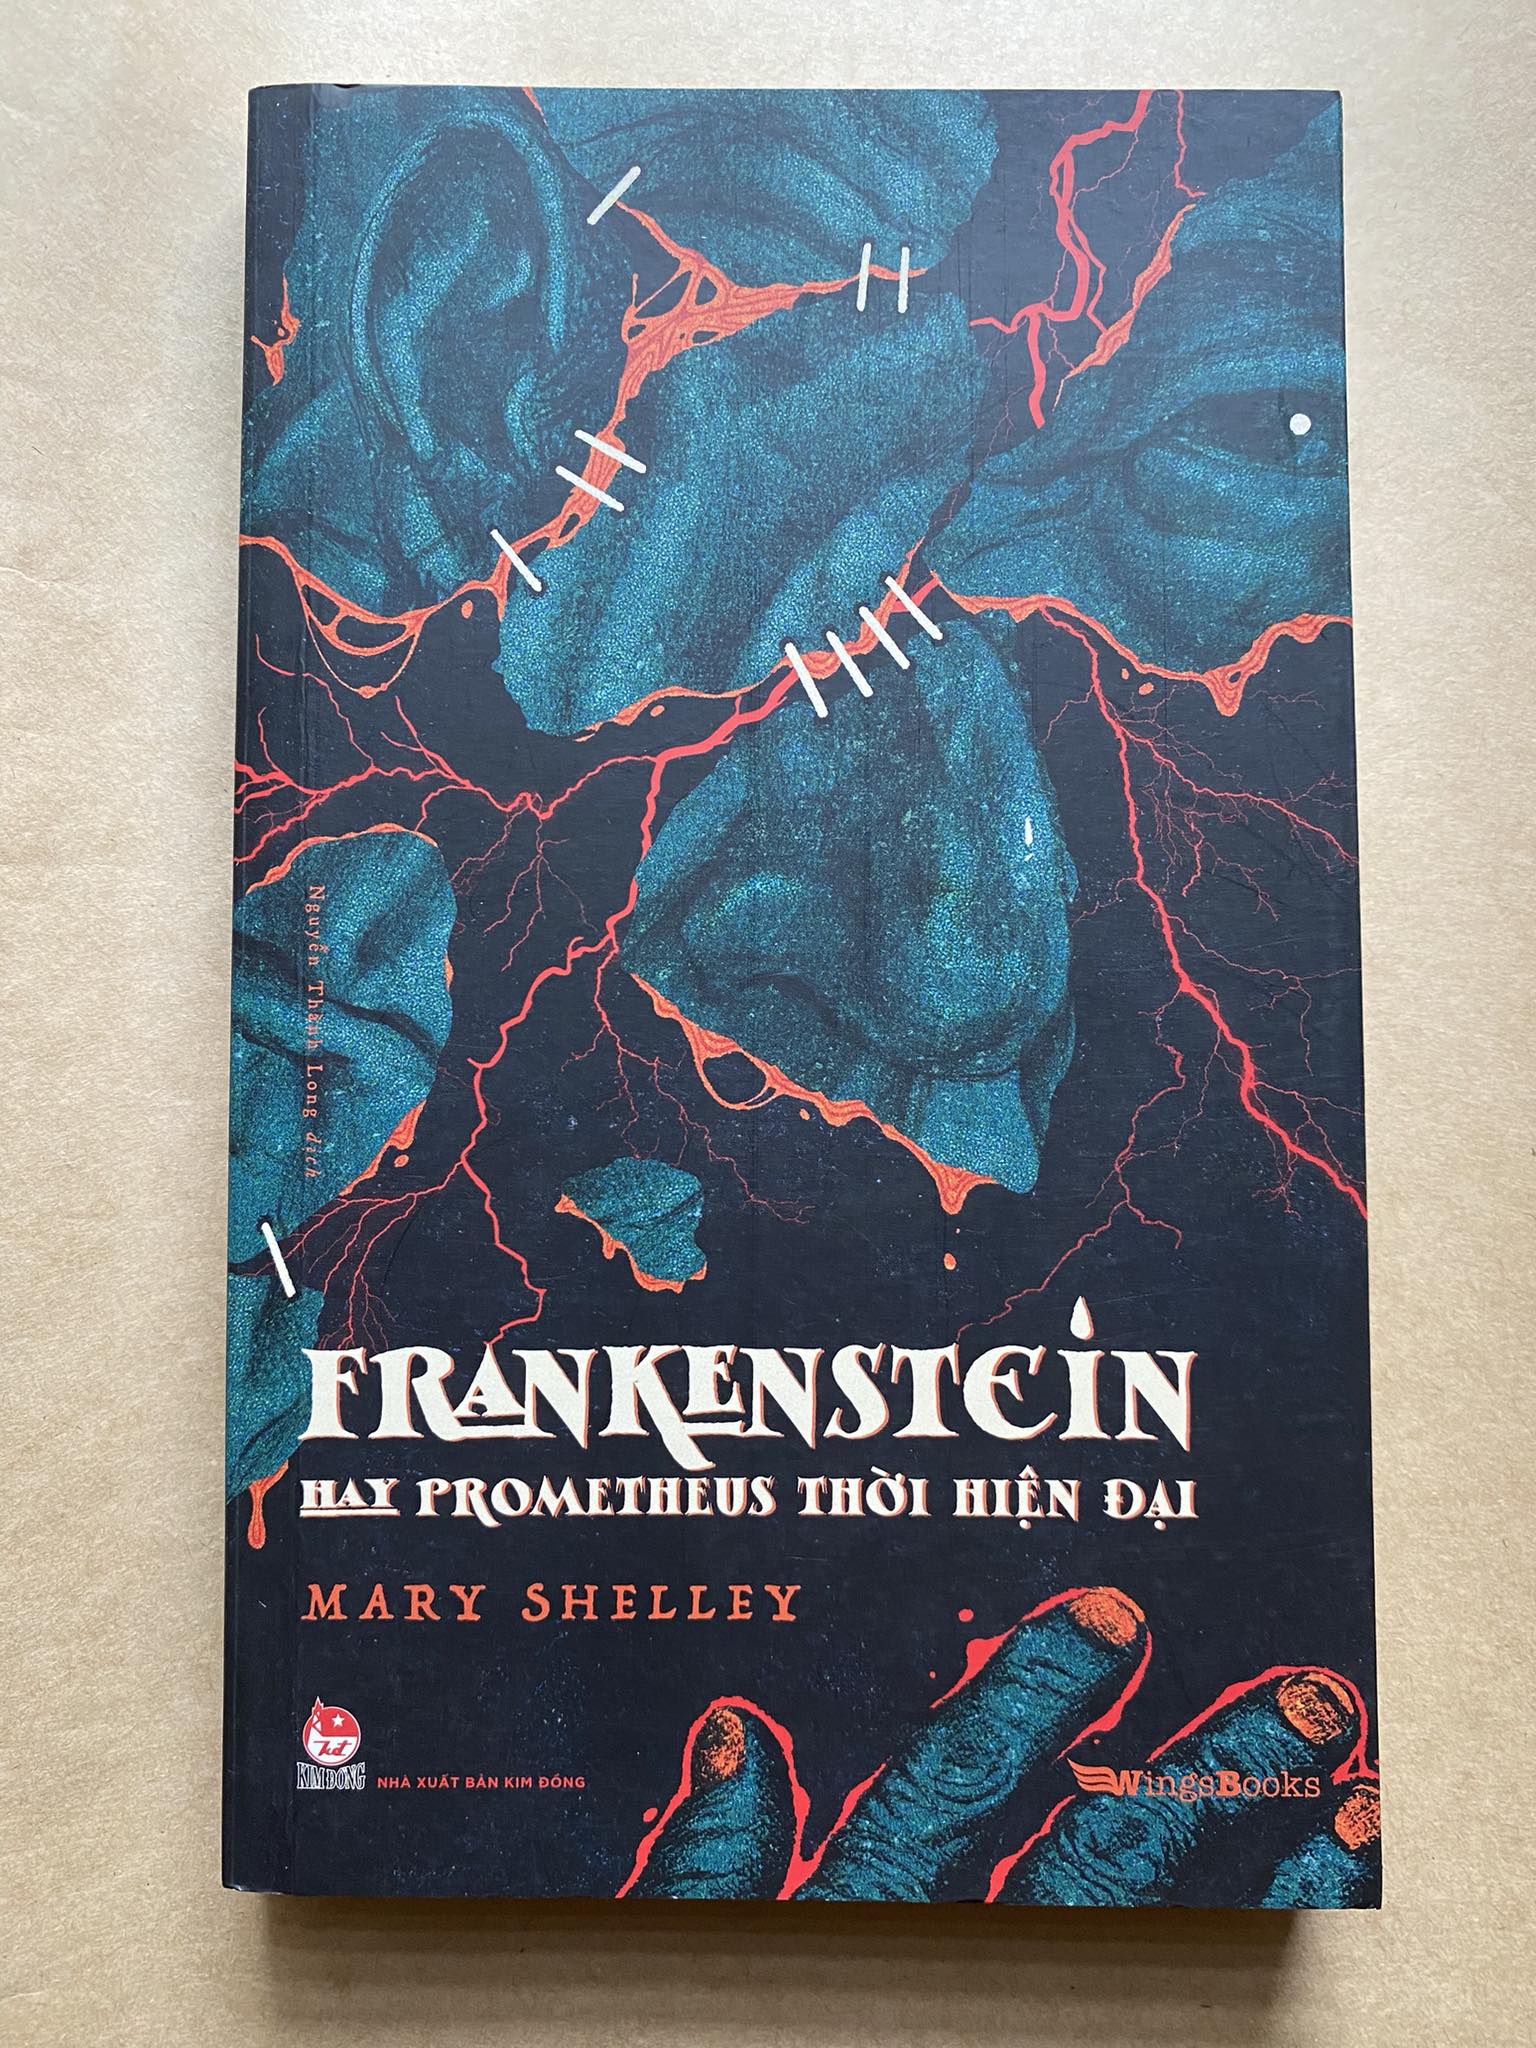 Nguyễn Thành Long dịch
FRANKENSTEIN
HAY PROMETHEUS THỜI HIỆN ĐẠI
MARY SHELLEY
KIM ĐỒNG
NHÀ XUẤT BẢN KIM ĐỒNG
WingsBooks